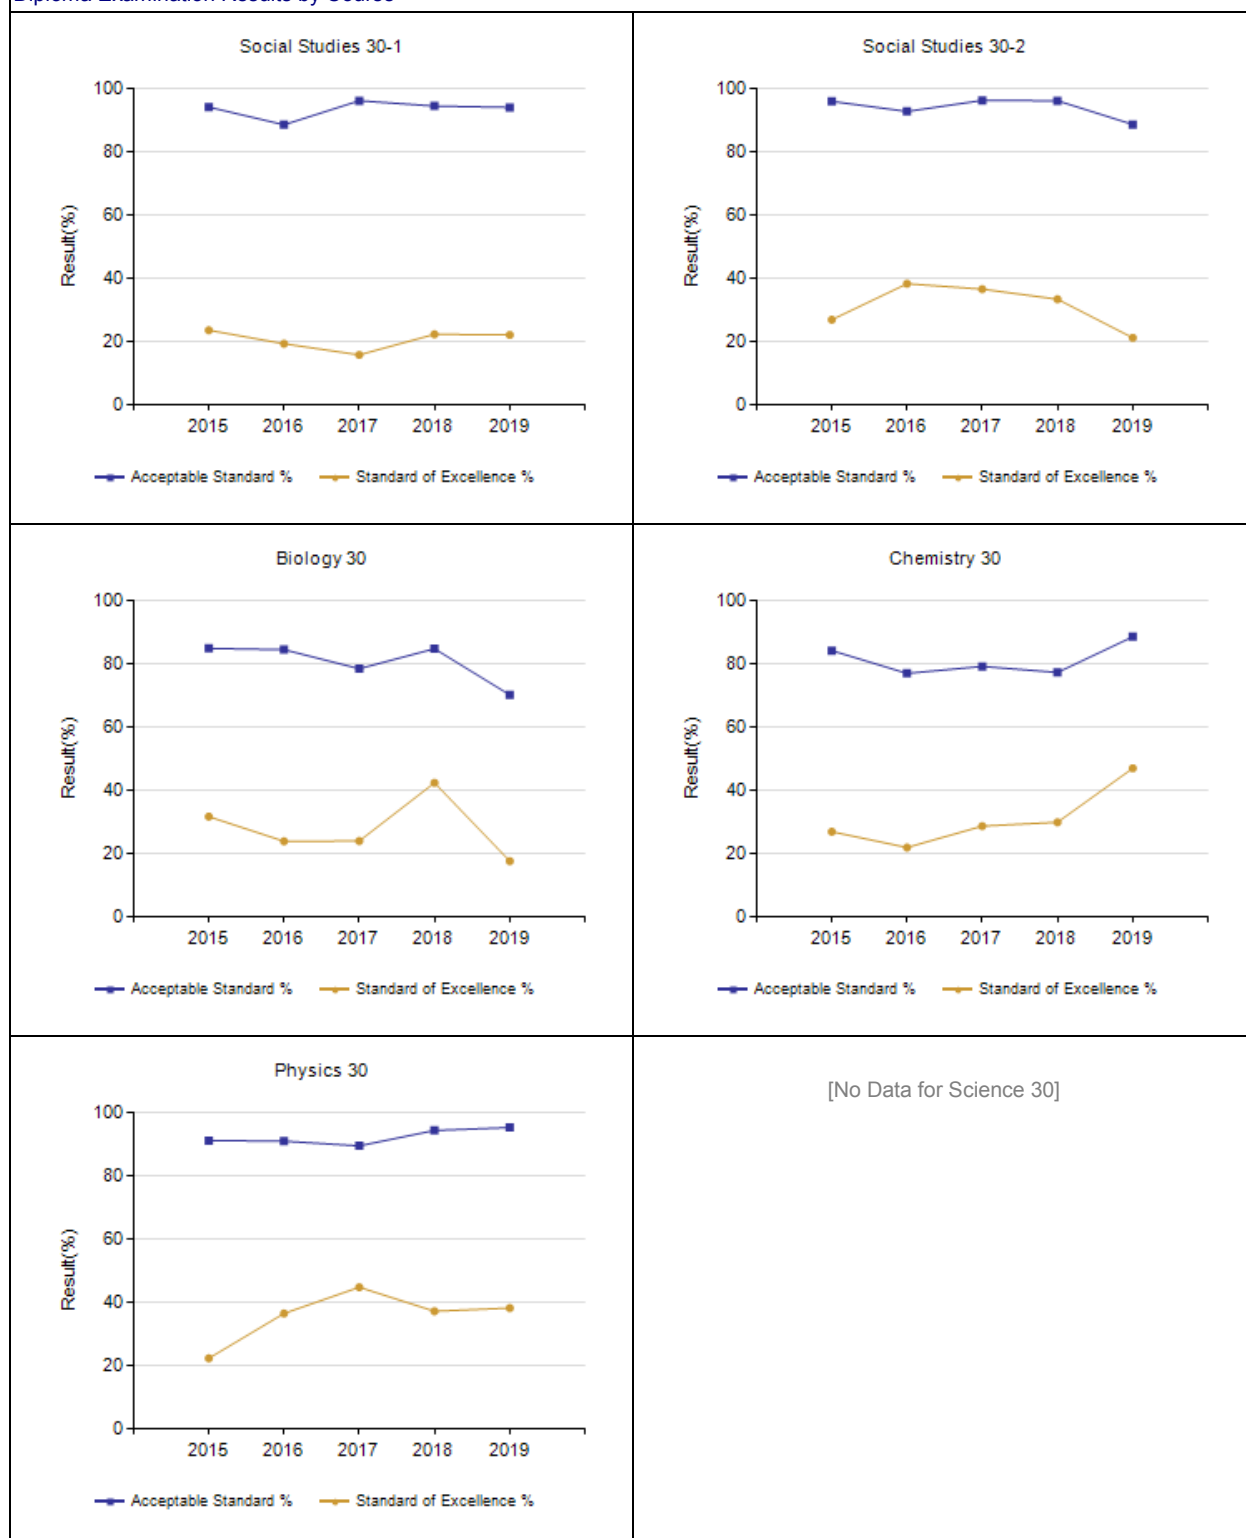 Diploma Examination Results by Course
Social Studies 30-1
100
80
60
40
20
0
Result(%)
2015 2016 2017 2018 2019
Acceptable Standard % Standard of Excellence %
Social Studies 30-2
100
80
60
40
20
0
Result(%)
2015 2016 2017 2018 2019
Acceptable Standard % Standard of Excellence %
Biology 30
100
80
60
40
20
0
Result(%)
2015 2016 2017 2018 2019
Acceptable Standard % Standard of Excellence %
Chemistry 30
100
80
60
40
20
0
Result(%)
2015 2016 2017 2018 2019
Acceptable Standard % Standard of Excellence %
Physics 30
100
80
60
40
20
0
Result(%)
2015 2016 2017 2018 2019
Acceptable Standard % Standard of Excellence %
[No Data for Science 30]